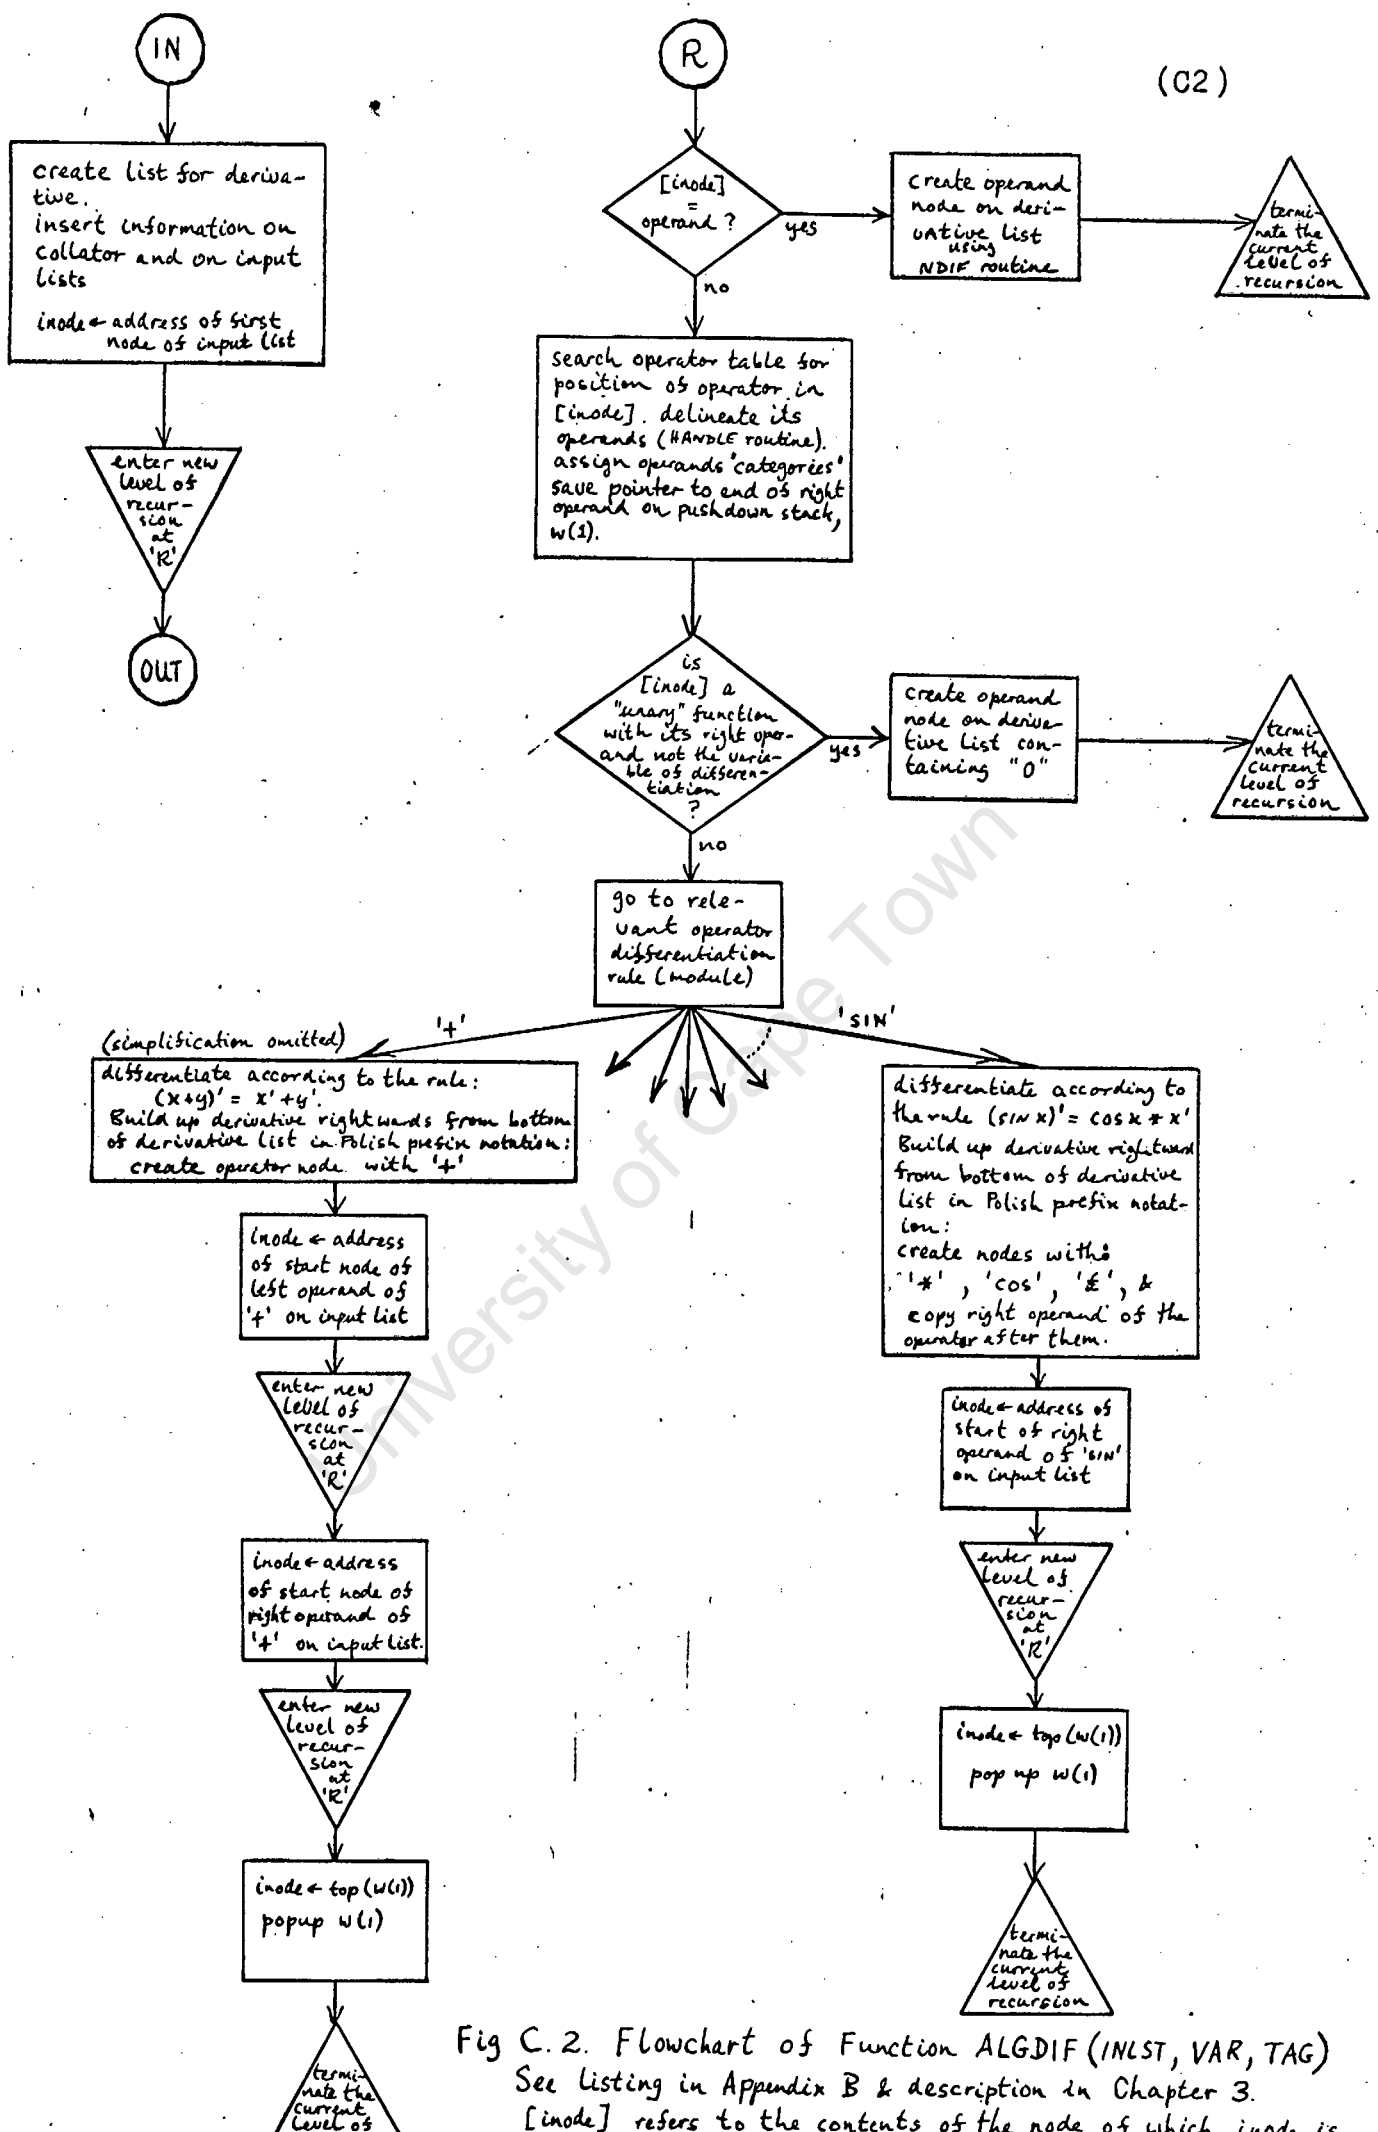 IN
create list for deriva-
tive.
insert information on
collator and on input
lists
inode ← address of first
node of input list
enter new
level of
recur-
sion
at
'R'
OUT
R
(C2)
[inode]
=
operand ?
yes
create operand
node on deri-
vative list
using
NDIF routine
termi-
nate the
current
level of
recursion
no
search operator table for
position of operator in
[inode]. delineate its
operands (HANDLE routine).
assign operands "categories"
save pointer to end of right
operand on pushdown stack,
w(1).
is
[inode] a
"unary" function
with its right oper-
and not the varia-
ble of differen-
tiation
?
yes
create operand
node on deriva-
tive list con-
taining "0"
termi-
nate the
current
level of
recursion
no
go to rele-
vant operator
differentiation
rule (module)
'+'
'SIN'
(simplification omitted)
differentiate according to the rule:
(x+y)' = x' + y'.
Build up derivative rightwards from bottom
of derivative list in Polish prefix notation:
create operator node with '+'
inode ← address
of start node of
left operand of
'+' on input list
enter new
level of
recur-
sion
at
'R'
inode ← address
of start node of
right operand of
'+' on input list.
enter new
level of
recur-
sion
at
'R'
inode ← top(w(1))
popup w(1)
termi-
nate the
current
level of
differentiate according to
the rule (SIN x)' = cos x * x'
Build up derivative rightward
from bottom of derivative
list in Polish prefix notat-
ion:
create nodes with:
'*', 'cos', '£', &
copy right operand of the
operator after them.
inode ← address of
start of right
operand of 'SIN'
on input list
enter new
level of
recur-
sion
at
'R'
inode ← top(w(1))
pop up w(1)
termi-
nate the
current
level of
recursion
Fig C.2. Flowchart of Function ALGDIF (INLST, VAR, TAG)
See listing in Appendix B & description in Chapter 3.
[inode] refers to the contents of the node of which inode is
University of Cape Town